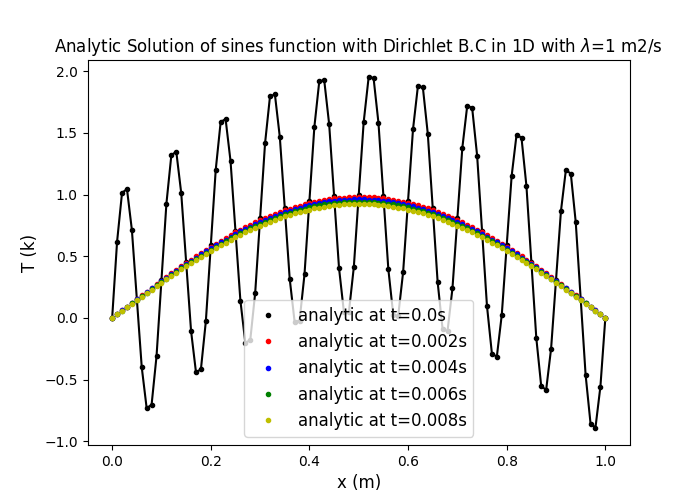 Analytic Solution of sines function with Dirichlet B.C in 1D with λ=1 m2/s
2.0
1.5
1.0
0.5
0.0
−0.5
−1.0
T (k)
analytic at t=0.0s
analytic at t=0.002s
analytic at t=0.004s
analytic at t=0.006s
analytic at t=0.008s
0.0 0.2 0.4 0.6 0.8 1.0
x (m)